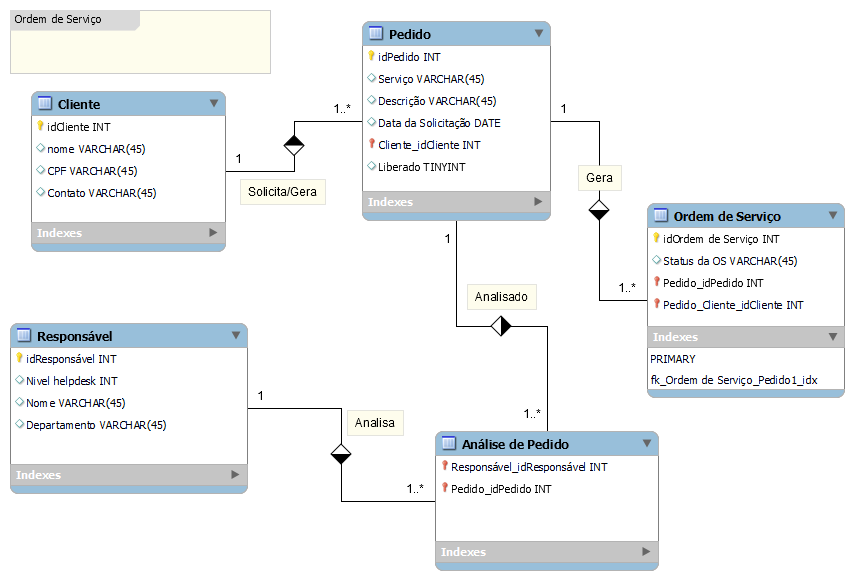 Ordem de Serviço
Pedido
idPedido INT
Serviço VARCHAR(45)
Descrição VARCHAR(45)
Data da Solicitação DATE
Cliente_idCliente INT
Liberado TINYINT
Indexes
Cliente
idCliente INT
nome VARCHAR(45)
CPF VARCHAR(45)
Contato VARCHAR(45)
Indexes
1
1..*
Solicita/Gera
1
Gera
1..*
Ordem de Serviço
idOrdem de Serviço INT
Status da OS VARCHAR(45)
Pedido_idPedido INT
Pedido_Cliente_idCliente INT
Indexes
PRIMARY
fk_Ordem de Serviço_Pedido1_idx
1
Analisado
1..*
Responsável
idResponsável INT
Nivel helpdesk INT
Nome VARCHAR(45)
Departamento VARCHAR(45)
Indexes
1
Analisa
1..*
Análise de Pedido
Responsável_idResponsável INT
Pedido_idPedido INT
Indexes